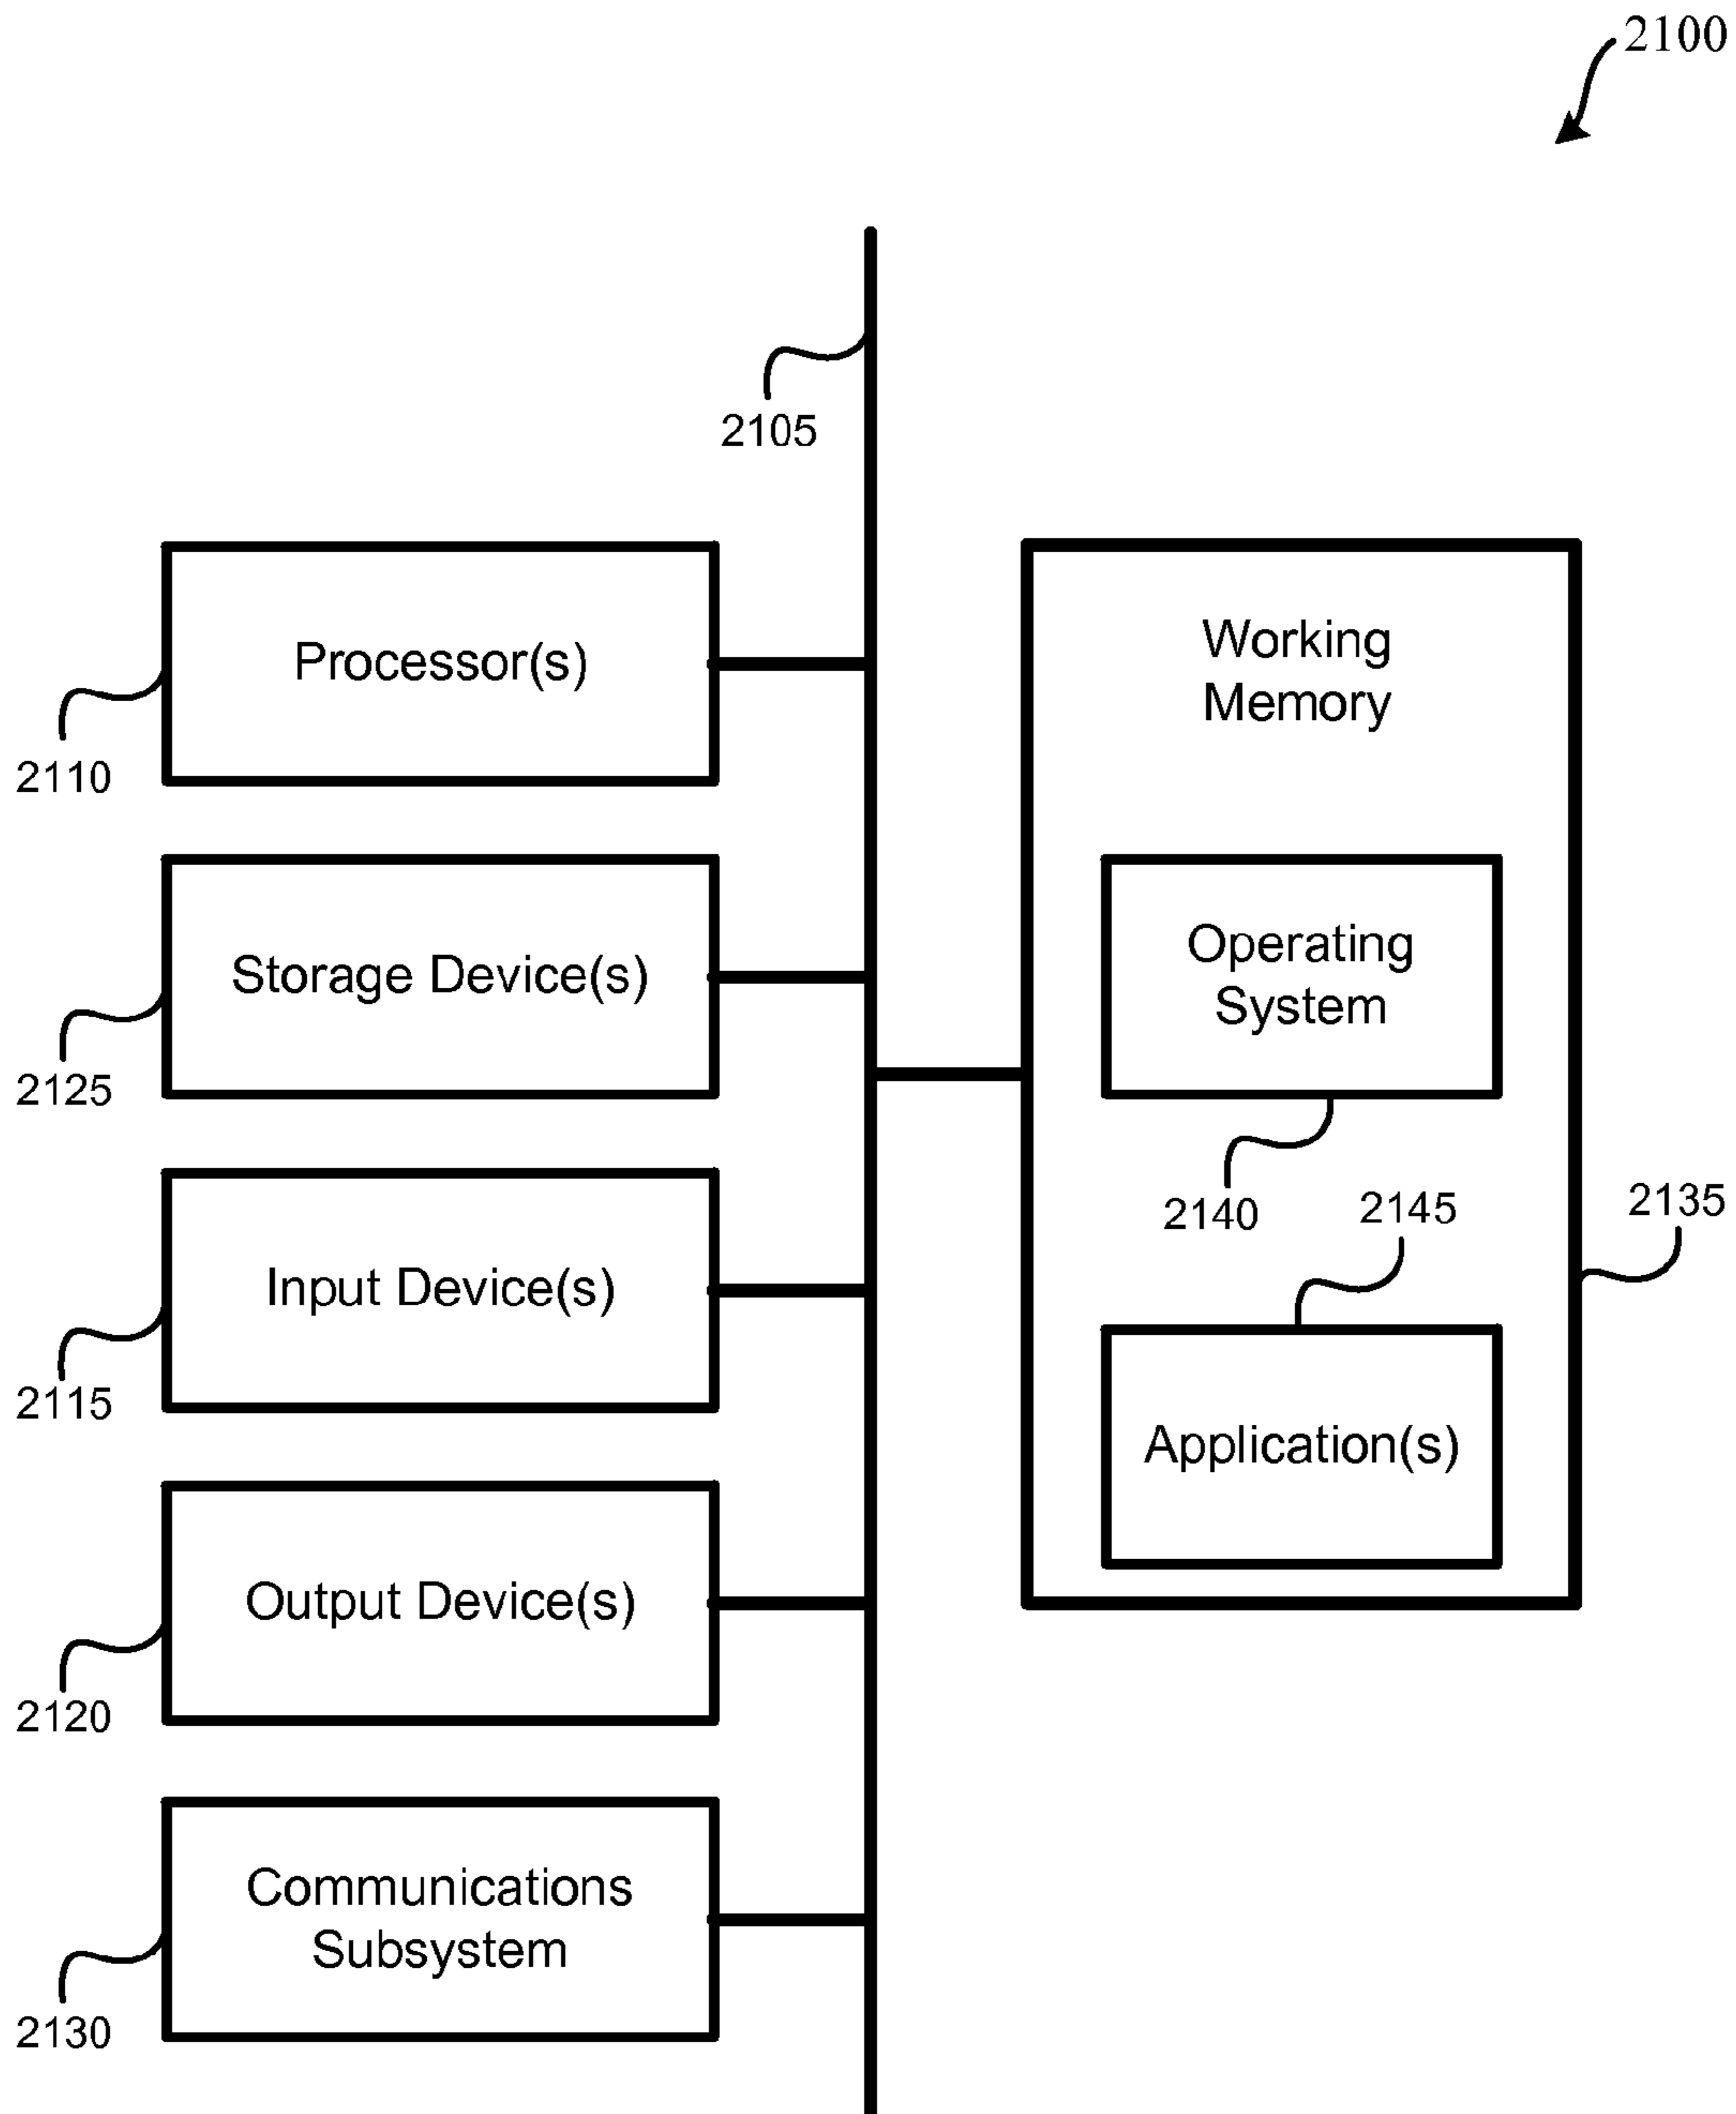 2100
2105
Processor(s)
2110
Storage Device(s)
2125
Input Device(s)
2115
Output Device(s)
2120
Communications
Subsystem
2130
Working
Memory
Operating
System
2140
2145
2135
Application(s)